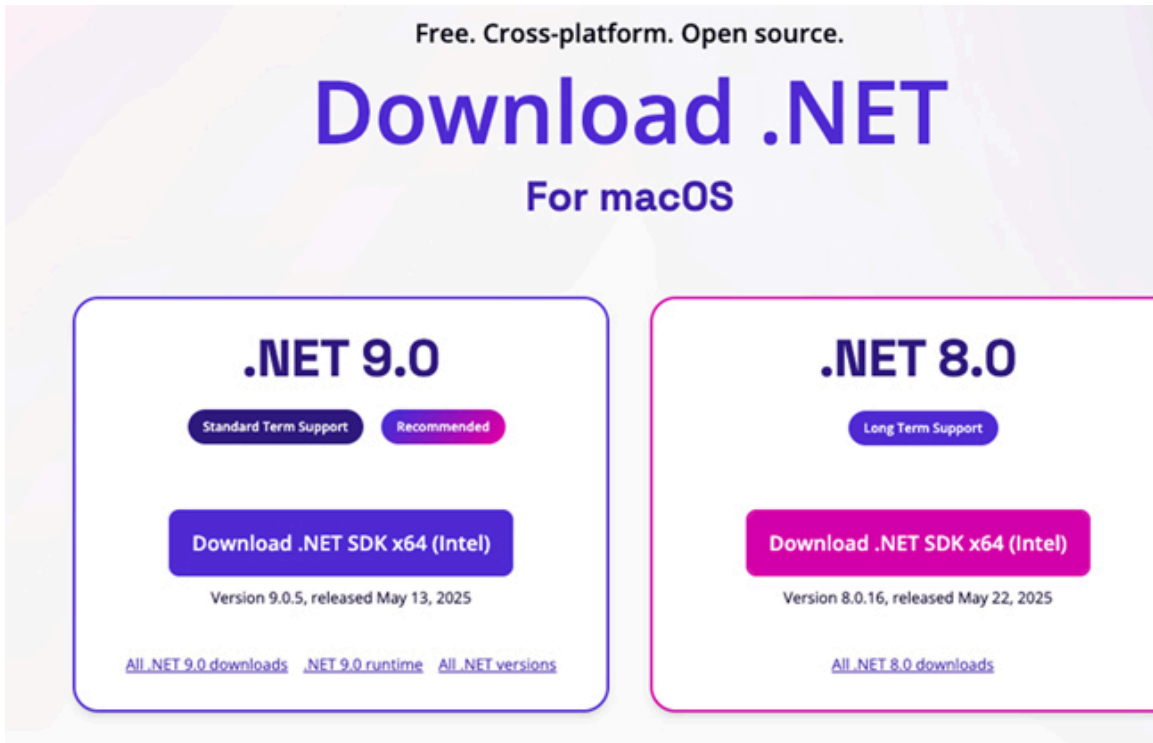 Free. Cross-platform. Open source.
Download .NET
For macOS
.NET 9.0
Standard Term Support
Recommended
Download .NET SDK x64 (Intel)
Version 9.0.5, released May 13, 2025
All .NET 9.0 downloads
.NET 9.0 runtime
All .NET versions
.NET 8.0
Long Term Support
Download .NET SDK x64 (Intel)
Version 8.0.16, released May 22, 2025
All .NET 8.0 downloads